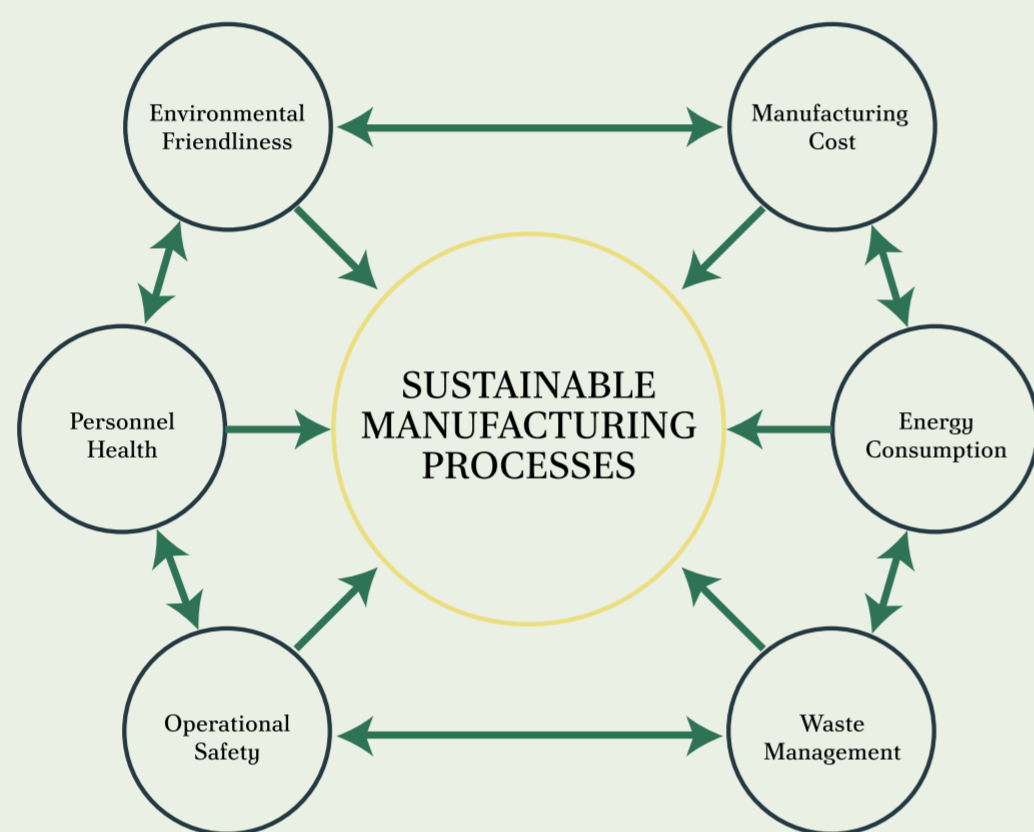 Environmental
Friendliness
Manufacturing
Cost
SUSTAINABLE
MANUFACTURING
PROCESSES
Personnel
Health
Energy
Consumption
Operational
Safety
Waste
Management